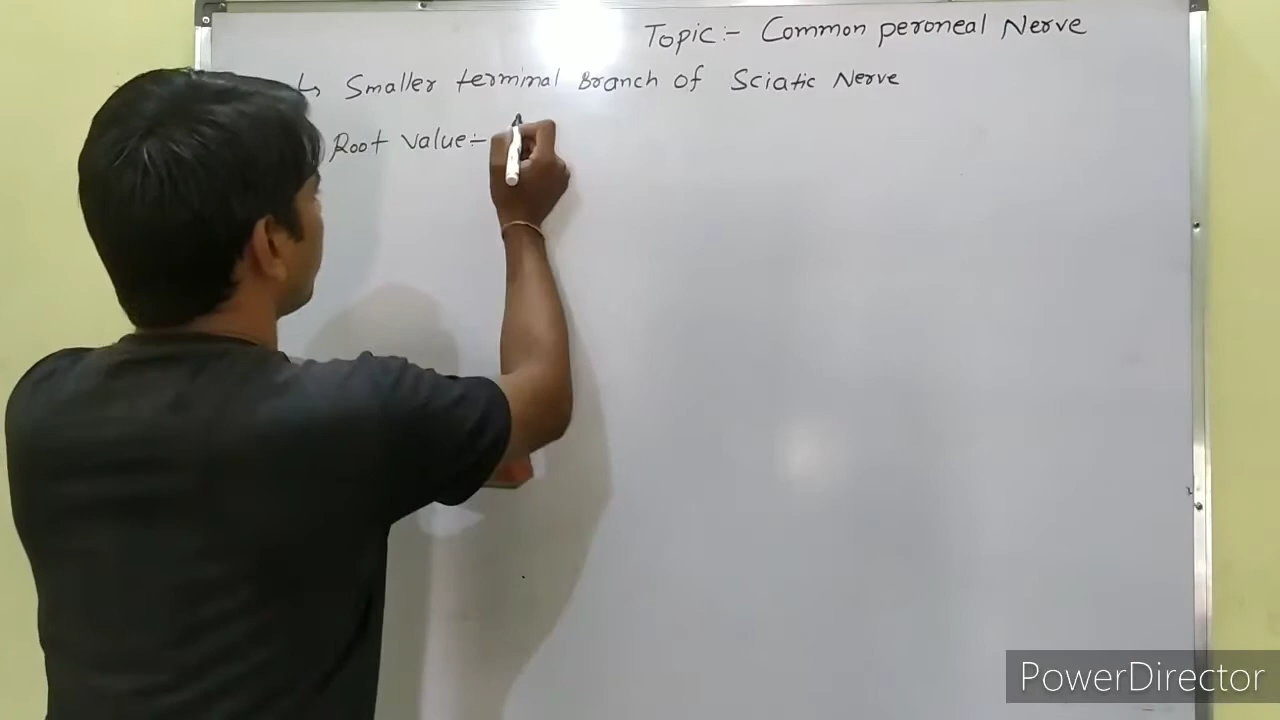 Topic:- Common peroneal Nerve
↳ Smaller terminal Branch of Sciatic Nerve
Root value:-
PowerDirector